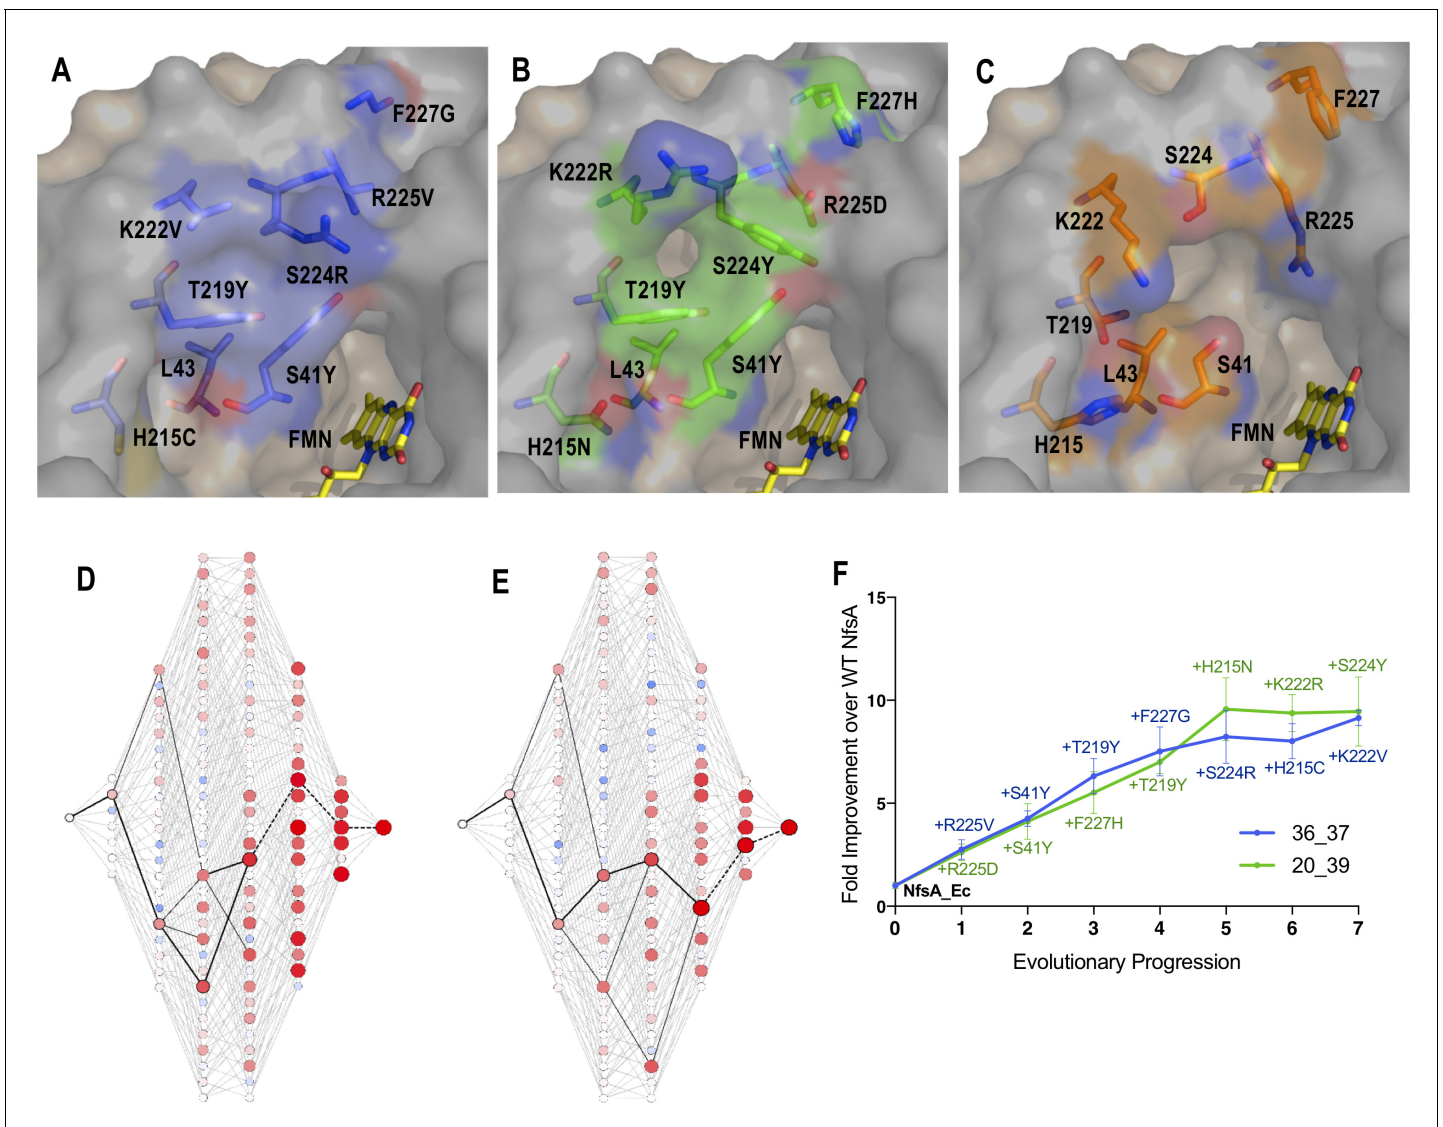 A
F227G
R225V
K222V
S224R
T219Y
L43
S41Y
H215C
FMN
B
F227H
K222R
R225D
S224Y
T219Y
L43
S41Y
H215N
FMN
C
F227
S224
K222
R225
T219
L43
S41
H215
FMN
D
E
F
Fold Improvement over WT NfsA
15
10
5
0
+S224Y
+H215N
+K222R
+F227G
+T219Y
+K222V
+S224R
+H215C
+T219Y
+S41Y
+F227H
+R225V
+S41Y
+R225D
NfsA_Ec
36_37
20_39
0 1 2 3 4 5 6 7
Evolutionary Progression